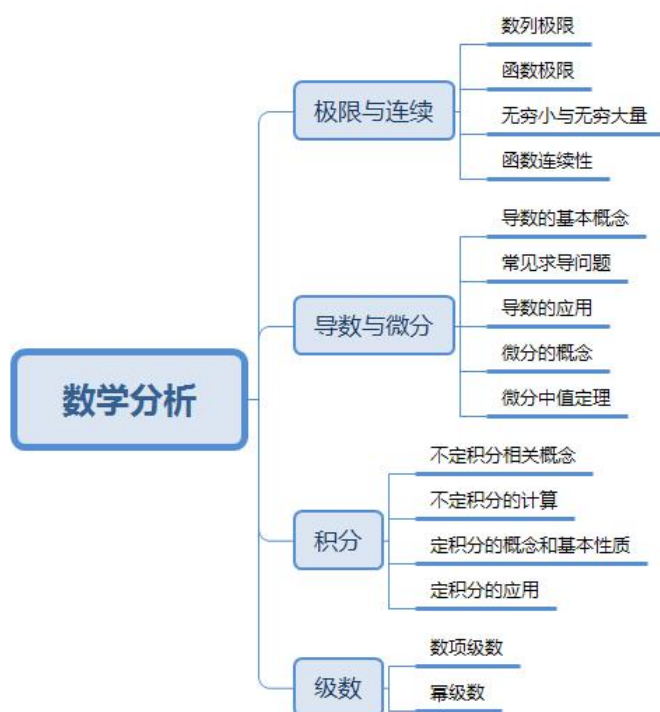 数学分析
极限与连续
数列极限
函数极限
无穷小与无穷大量
函数连续性
导数与微分
导数的基本概念
常见求导问题
导数的应用
微分的概念
微分中值定理
积分
不定积分相关概念
不定积分的计算
定积分的概念和基本性质
定积分的应用
级数
数项级数
幂级数